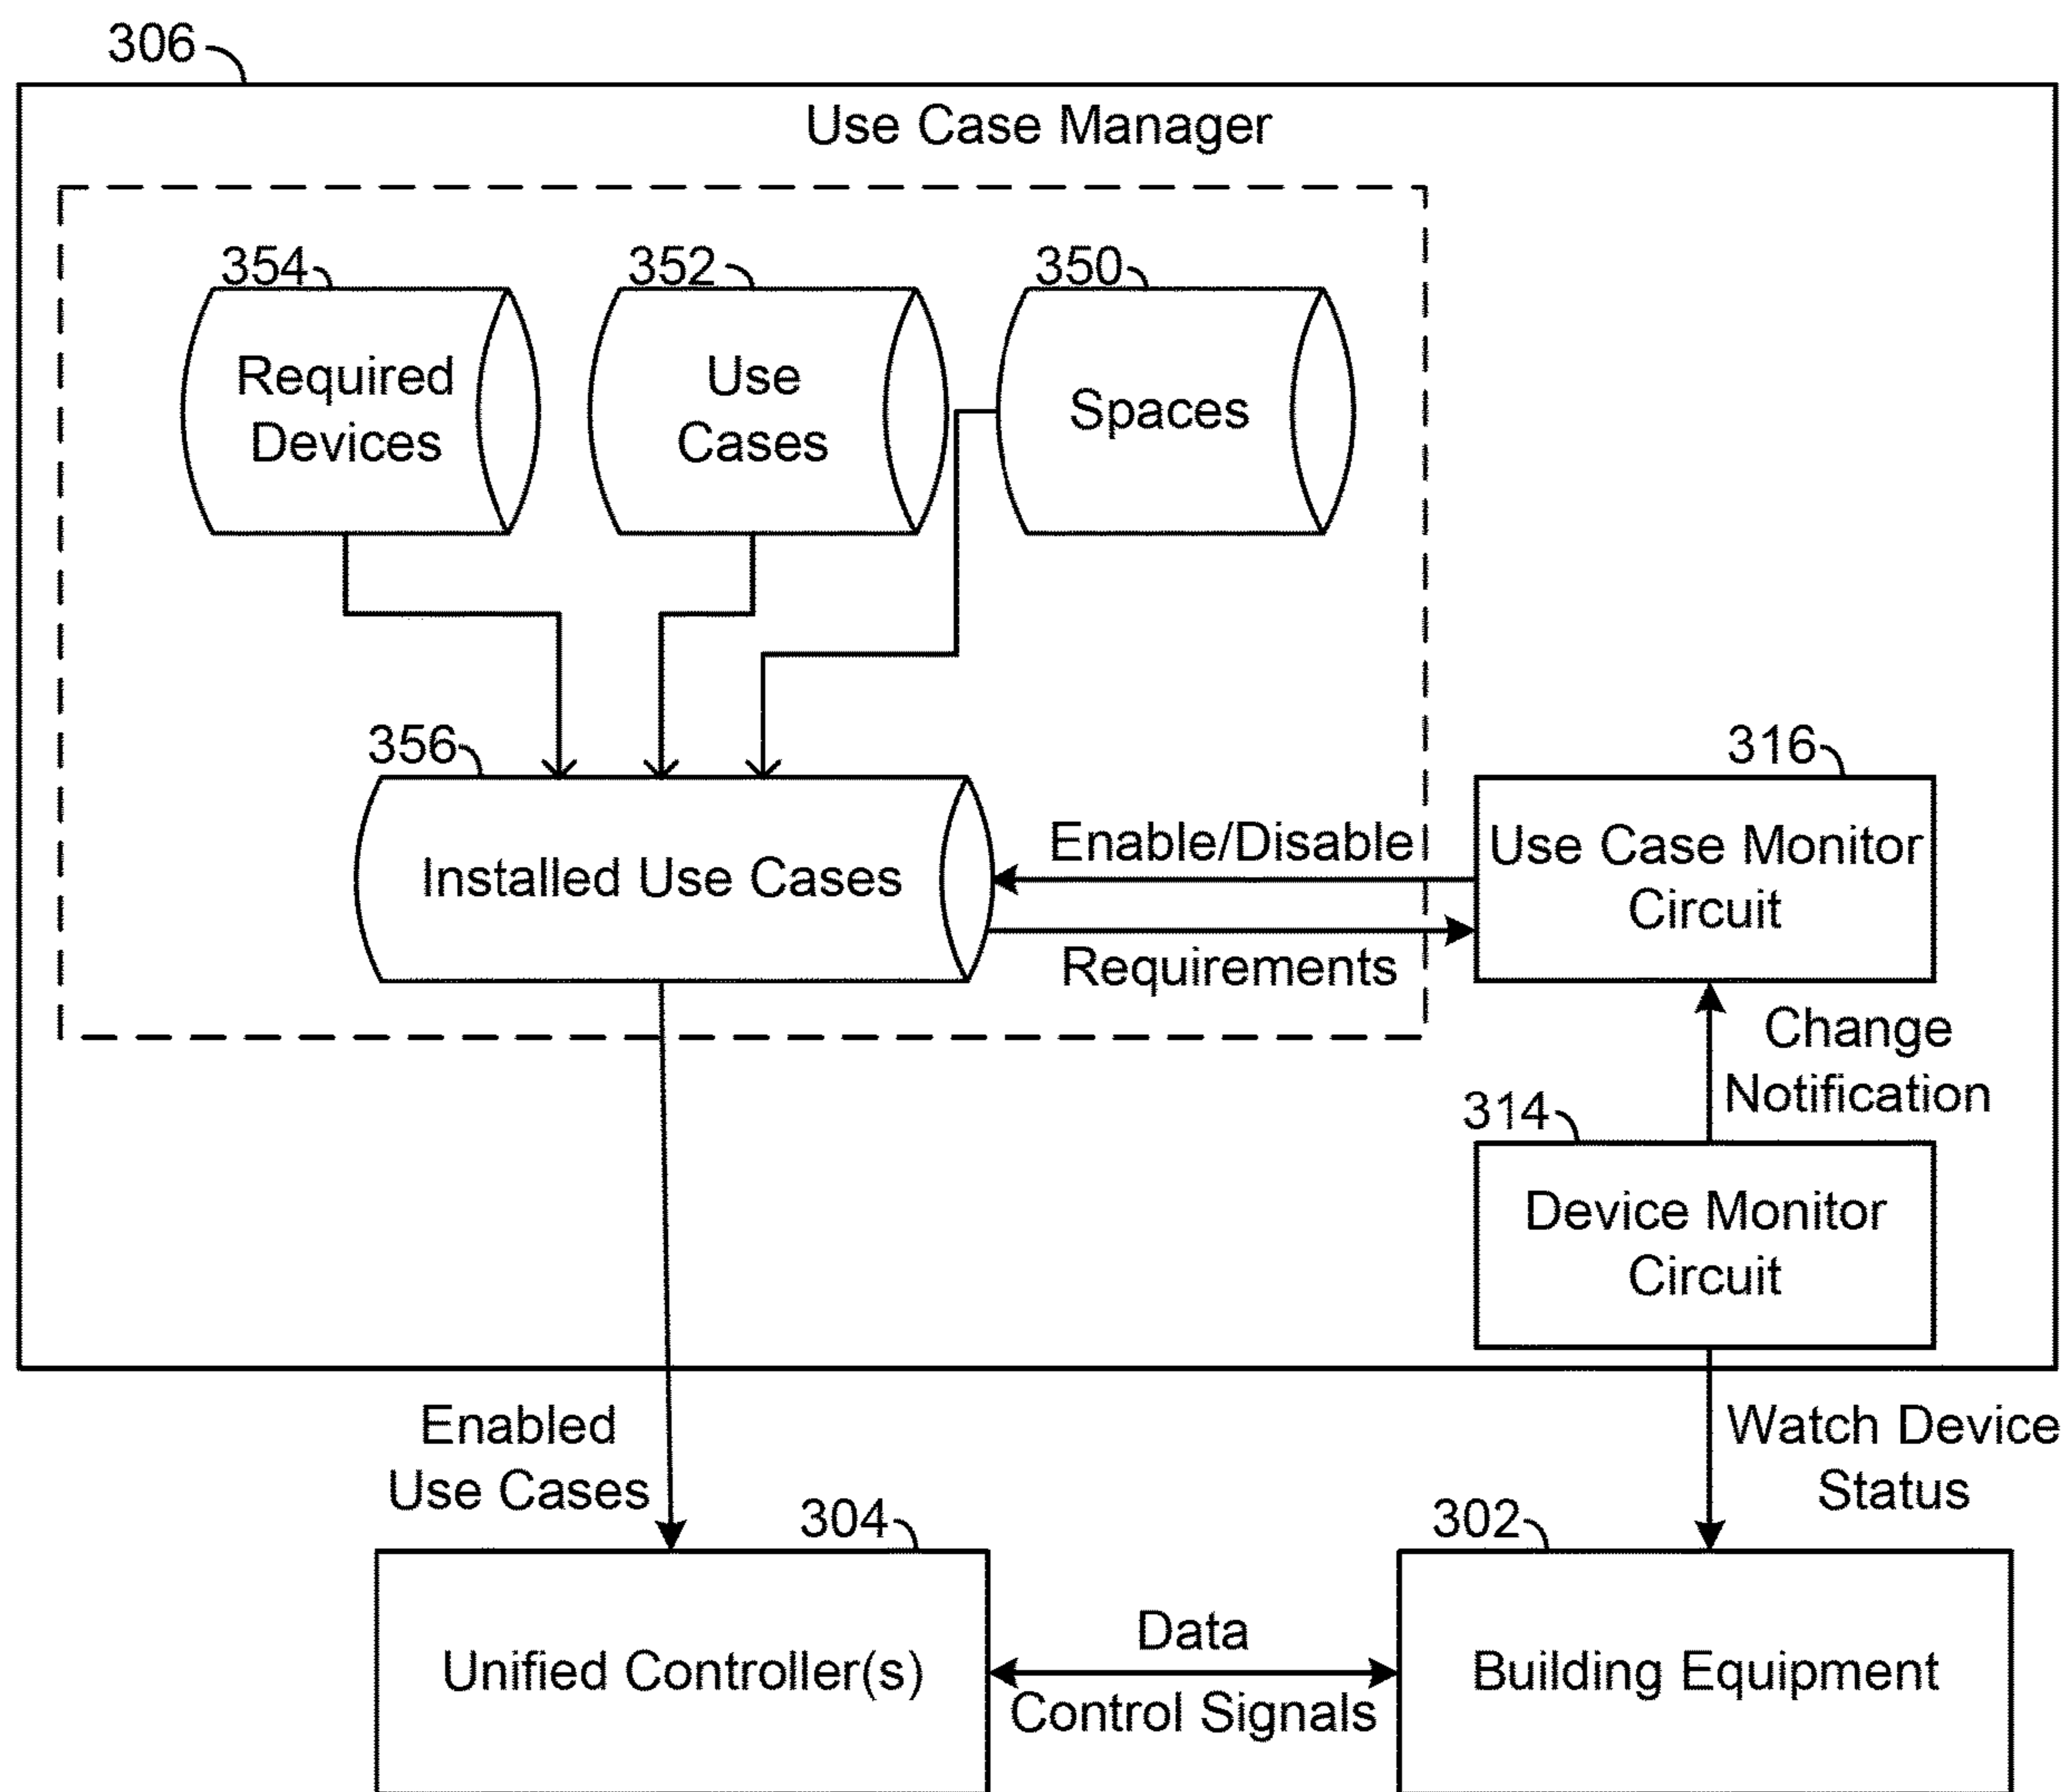 306
Use Case Manager
354
352
350
Required
Devices
Use
Cases
Spaces
356
316
Installed Use Cases
Enable/Disable
Requirements
Use Case Monitor
Circuit
Change
Notification
314
Device Monitor
Circuit
Enabled
Use Cases
Watch Device
Status
304
302
Unified Controller(s)
Data
Control Signals
Building Equipment